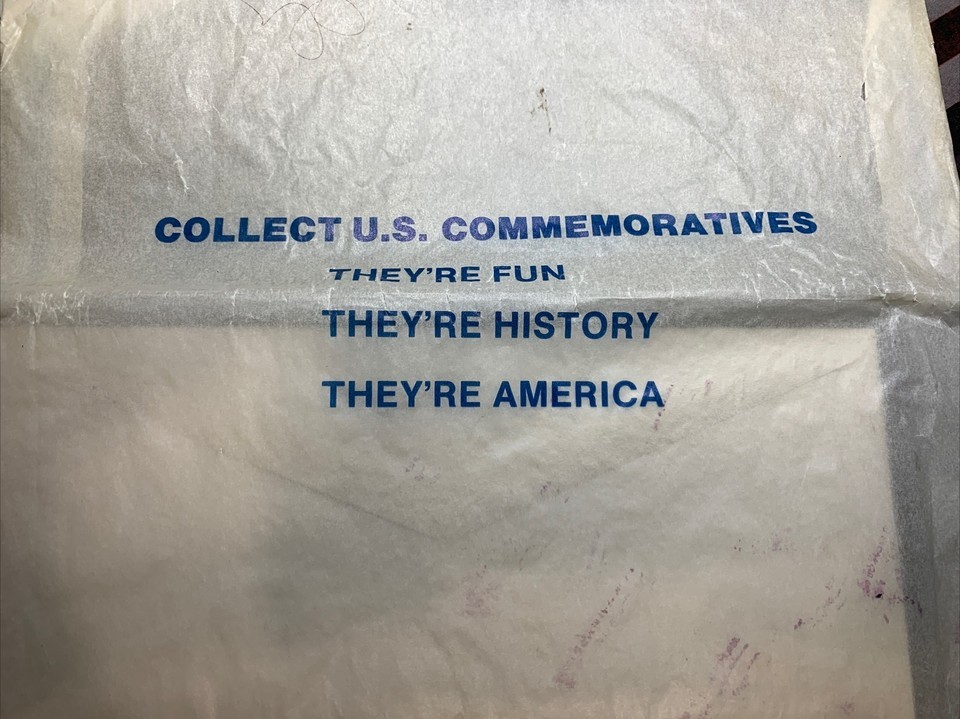 COLLECT U.S. COMMEMORATIVES
THEY'RE FUN
THEY'RE HISTORY
THEY'RE AMERICA